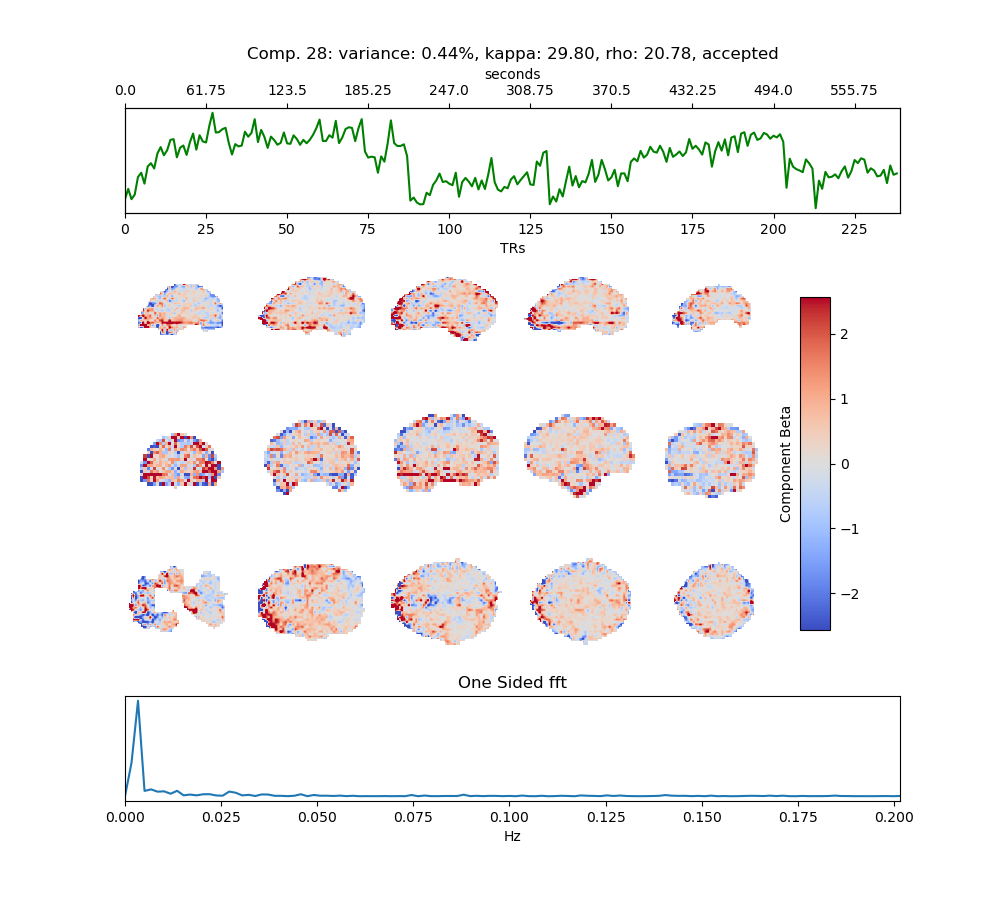 Comp. 28: variance: 0.44%, kappa: 29.80, rho: 20.78, accepted
seconds
0.0 61.75 123.5 185.25 247.0 308.75 370.5 432.25 494.0 555.75
0 25 50 75 100 125 150 175 200 225
TRs
2
1
0
−1
−2
Component Beta
One Sided fft
0.000 0.025 0.050 0.075 0.100 0.125 0.150 0.175 0.200
Hz